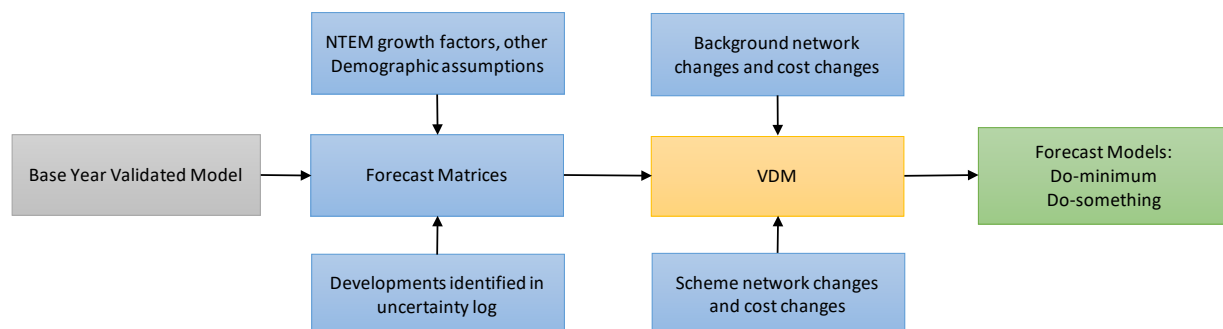 NTEM growth factors, other
Demographic assumptions
Background network
changes and cost changes
Base Year Validated Model
Forecast Matrices
VDM
Forecast Models:
Do-minimum
Do-something
Developments identified in
uncertainty log
Scheme network changes
and cost changes